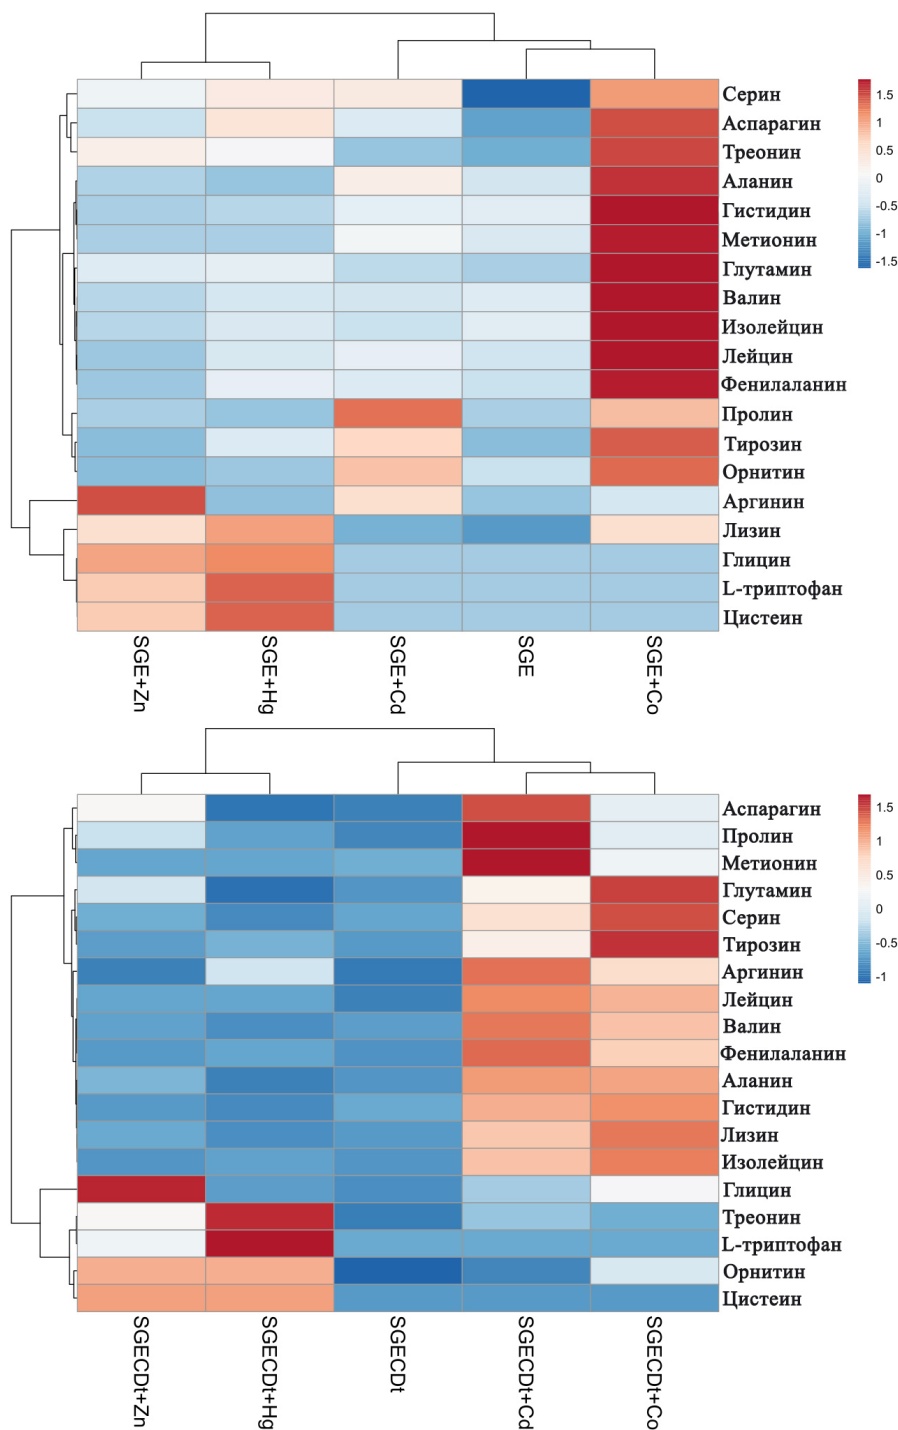 Серин
Аспарагин
Треонин
Аланин
Гистидин
Метионин
Глутамин
Валин
Изолейцин
Лейцин
Фенилаланин
Пролин
Тирозин
Орнитин
Аргинин
Лизин
Глицин
L-триптофан
Цистеин
1.5
1
0.5
0
-0.5
-1
-1.5
SGE+Zn
SGE+Hg
SGE+Cd
SGE
SGE+Co
Аспарагин
Пролин
Метионин
Глутамин
Серин
Тирозин
Аргинин
Лейцин
Валин
Фенилаланин
Аланин
Гистидин
Лизин
Изолейцин
Глицин
Треонин
L-триптофан
Орнитин
Цистеин
1.5
1
0.5
0
-0.5
-1
SGECDt+Zn
SGECDt+Hg
SGECDt
SGECDt+Cd
SGECDt+Co